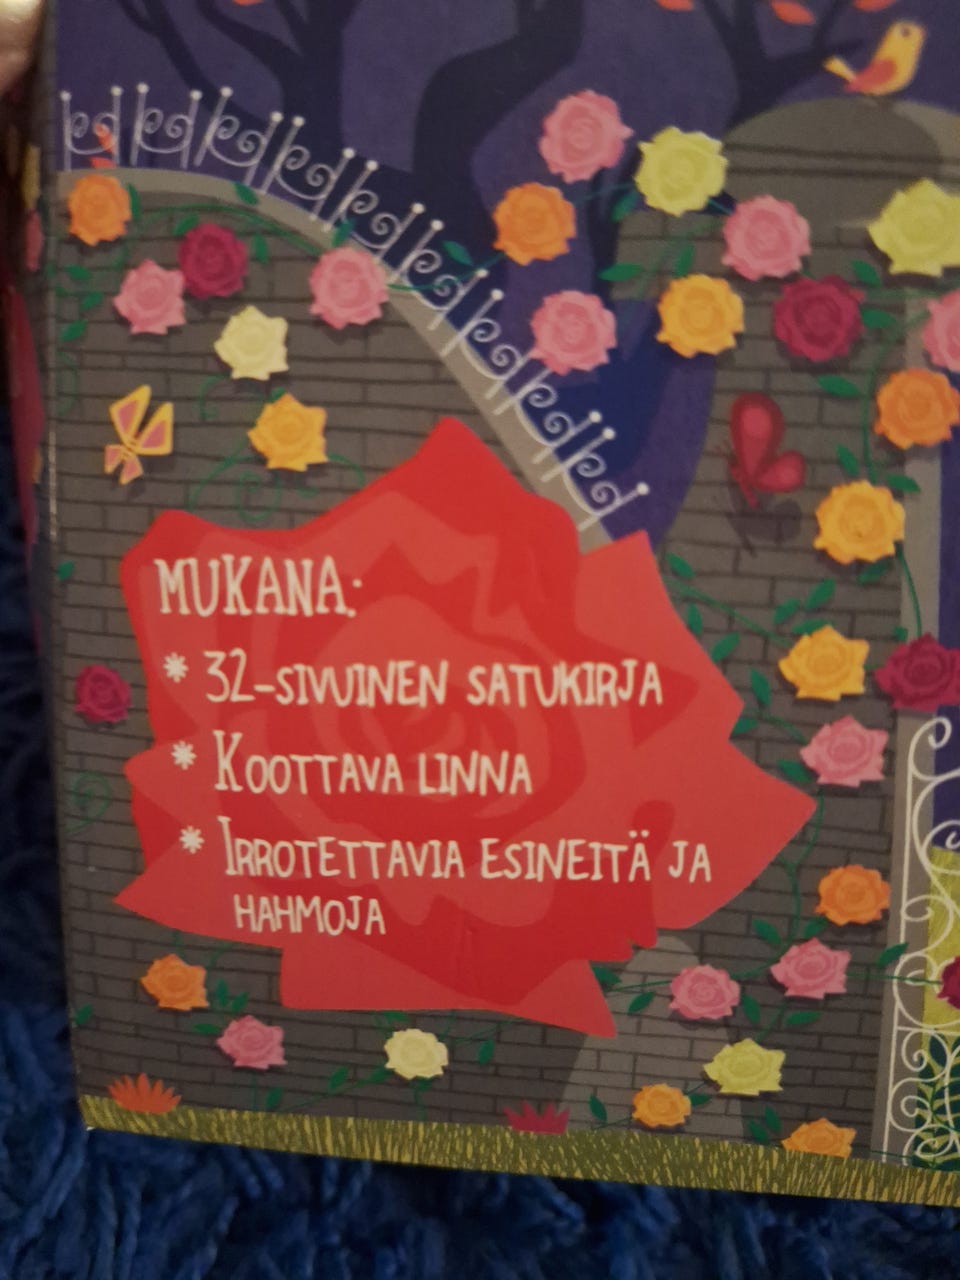 MUKANA:
* 32-SIVUINEN SATUKIRJA
* KOOTTAVA LINNA
* IRROTETTAVIA ESINEITÄ JA
HAHMOJA